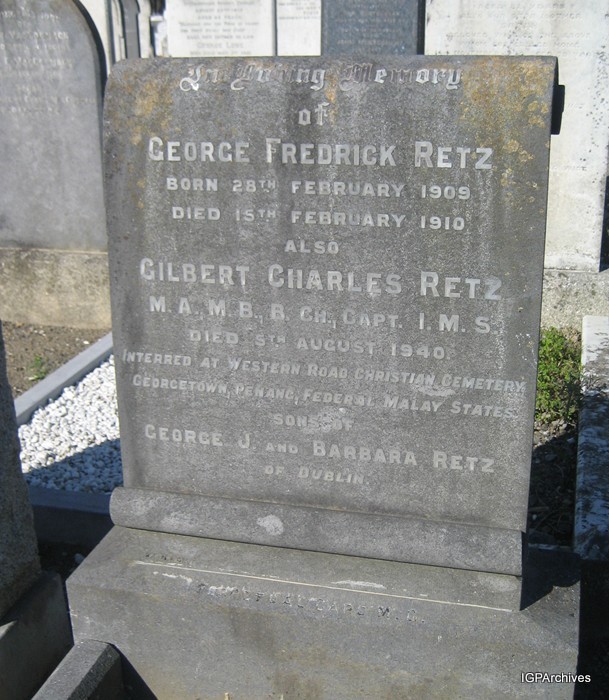 In Loving Memory
of
GEORGE FREDRICK RETZ
BORN 28TH FEBRUARY 1909
DIED 15TH FEBRUARY 1910
ALSO
GILBERT CHARLES RETZ
M.A., M.B., B. CH., CAPT. I.M.S.
DIED 5TH AUGUST 1940.
INTERRED AT WESTERN ROAD CHRISTIAN CEMETERY
GEORGETOWN, PENANG, FEDERAL MALAY STATES
SONS OF
GEORGE J. AND BARBARA RETZ
OF DUBLIN.
IGPArchives